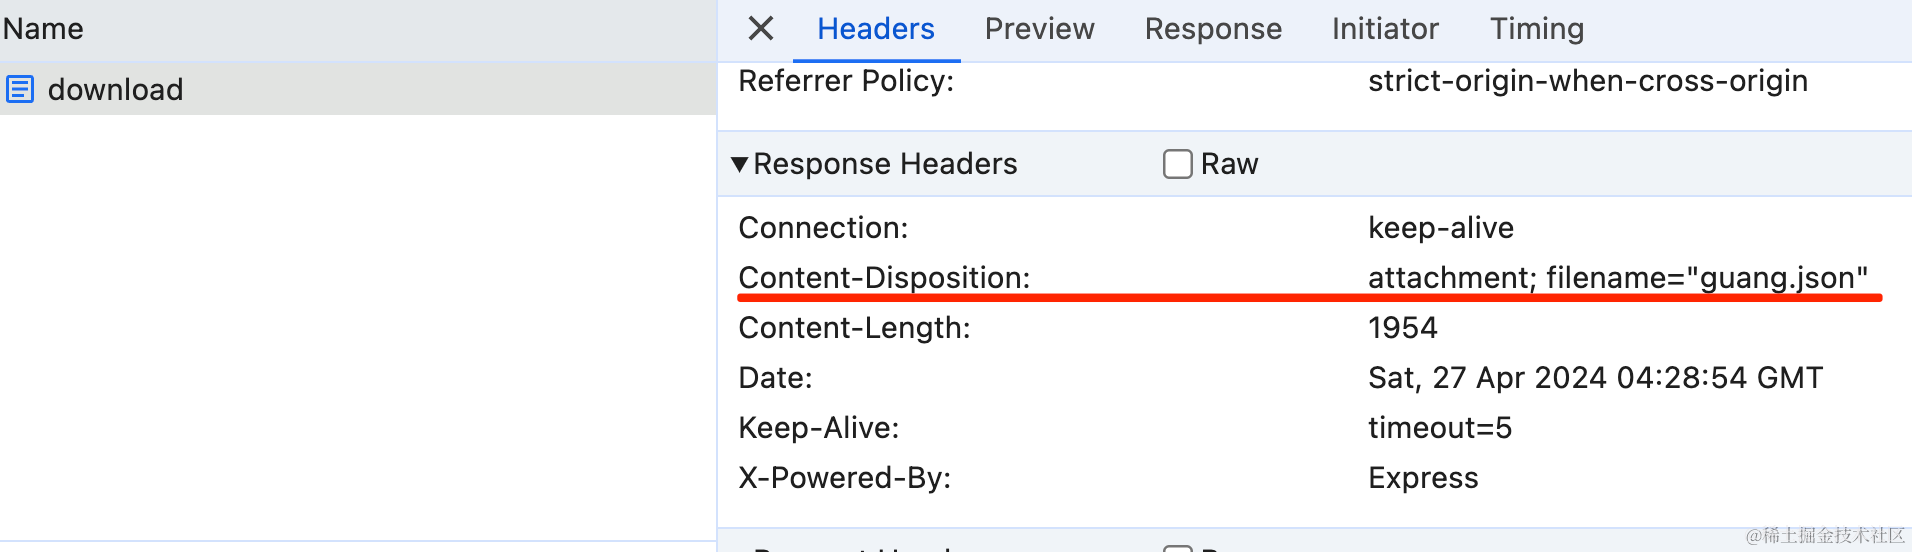 Name
download
Headers Preview Response Initiator Timing
Referrer Policy: strict-origin-when-cross-origin
Response Headers Raw
Connection: keep-alive
Content-Disposition: attachment; filename="guang.json"
Content-Length: 1954
Date: Sat, 27 Apr 2024 04:28:54 GMT
Keep-Alive: timeout=5
X-Powered-By: Express
@稀土掘金技术社区